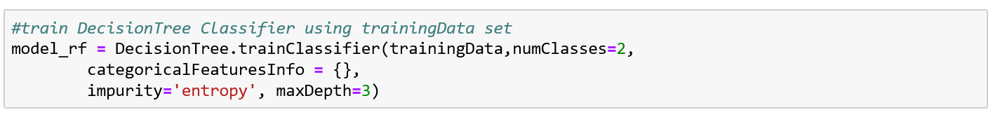 #train DecisionTree Classifier using trainingData set
model_rf = DecisionTree.trainClassifier(trainingData,numClasses=2,
categoricalFeaturesInfo = {},
impurity='entropy', maxDepth=3)